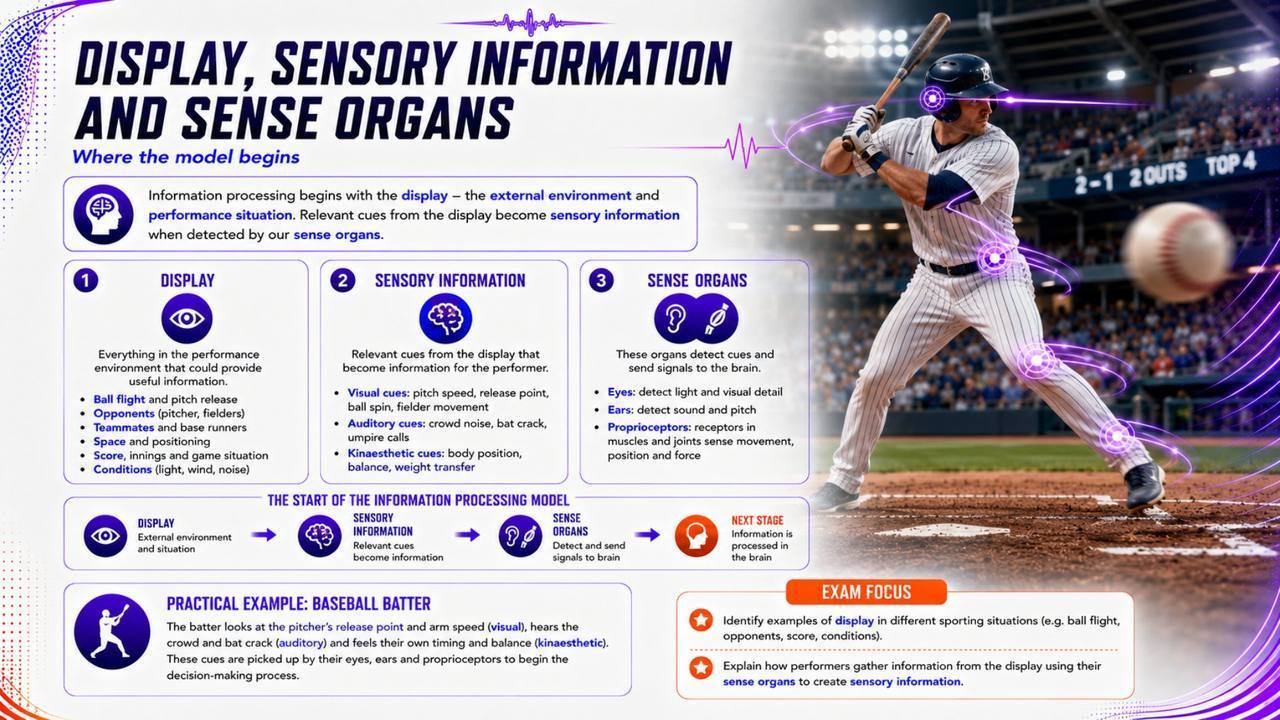 DISPLAY, SENSORY INFORMATION
AND SENSE ORGANS
Where the model begins
Information processing begins with the display – the external environment and
performance situation. Relevant cues from the display become sensory information
when detected by our sense organs.
1
DISPLAY
Everything in the performance
environment that could provide
useful information.
• Ball flight and pitch release
• Opponents (pitcher, fielders)
• Teammates and base runners
• Space and positioning
• Score, innings and game situation
• Conditions (light, wind, noise)
2
SENSORY INFORMATION
Relevant cues from the display that
become information for the performer.
• Visual cues: pitch speed, release point,
ball spin, fielder movement
• Auditory cues: crowd noise, bat crack,
umpire calls
• Kinaesthetic cues: body position,
balance, weight transfer
3
SENSE ORGANS
These organs detect cues and
send signals to the brain.
• Eyes: detect light and visual detail
• Ears: detect sound and pitch
• Proprioceptors: receptors in
muscles and joints sense movement,
position and force
THE START OF THE INFORMATION PROCESSING MODEL
DISPLAY
External environment
and situation
SENSORY
INFORMATION
Relevant cues
become information
SENSE
ORGANS
Detect and send
signals to brain
NEXT STAGE
Information is
processed in
the brain
PRACTICAL EXAMPLE: BASEBALL BATTER
The batter looks at the pitcher's release point and arm speed (visual), hears the
crowd and bat crack (auditory) and feels their own timing and balance (kinaesthetic).
These cues are picked up by their eyes, ears and proprioceptors to begin the
decision-making process.
EXAM FOCUS
Identify examples of display in different sporting situations (e.g. ball flight,
opponents, score, conditions).
Explain how performers gather information from the display using their
sense organs to create sensory information.
2-1 2 OUTS TOP 4